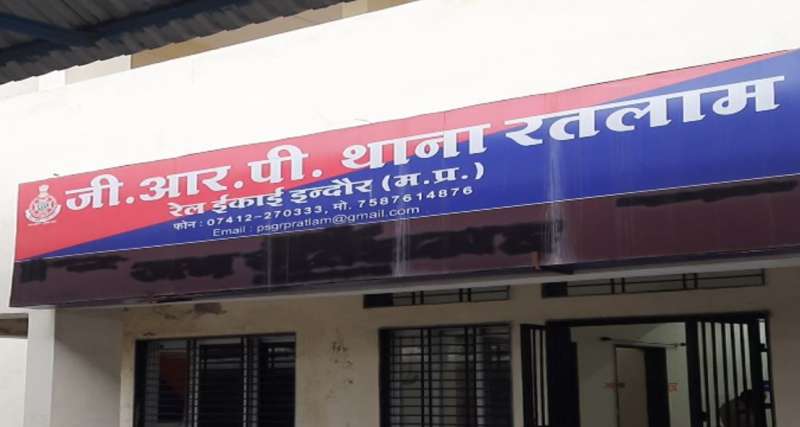 जी.आर.पी. थाना रतलाम
रेल ईकाई इन्दौर (म.प्र.)
फोन : 07412-270333, मो. 7587614876
Email : psgrpratlam@gmail.com